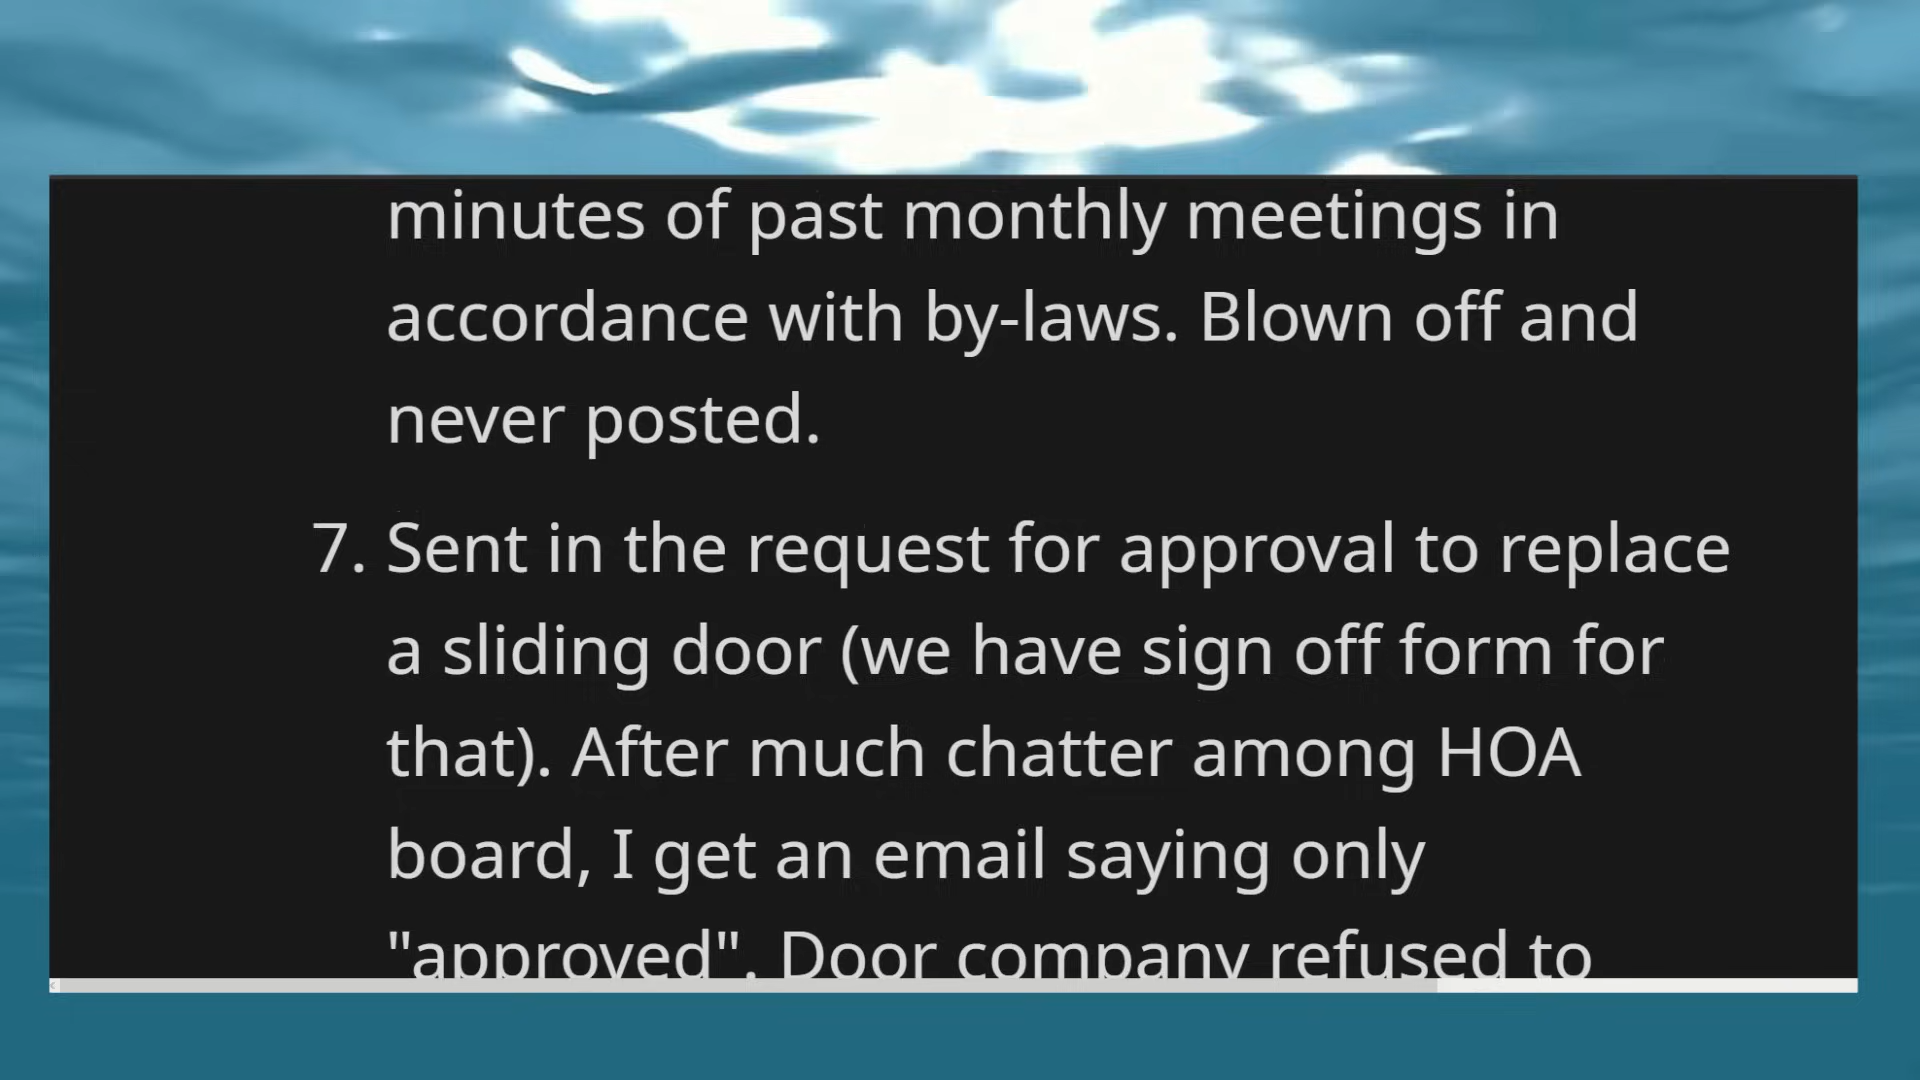 minutes of past monthly meetings in
accordance with by-laws. Blown off and
never posted.
7. Sent in the request for approval to replace
a sliding door (we have sign off form for
that). After much chatter among HOA
board, I get an email saying only
"approved". Door company refused to